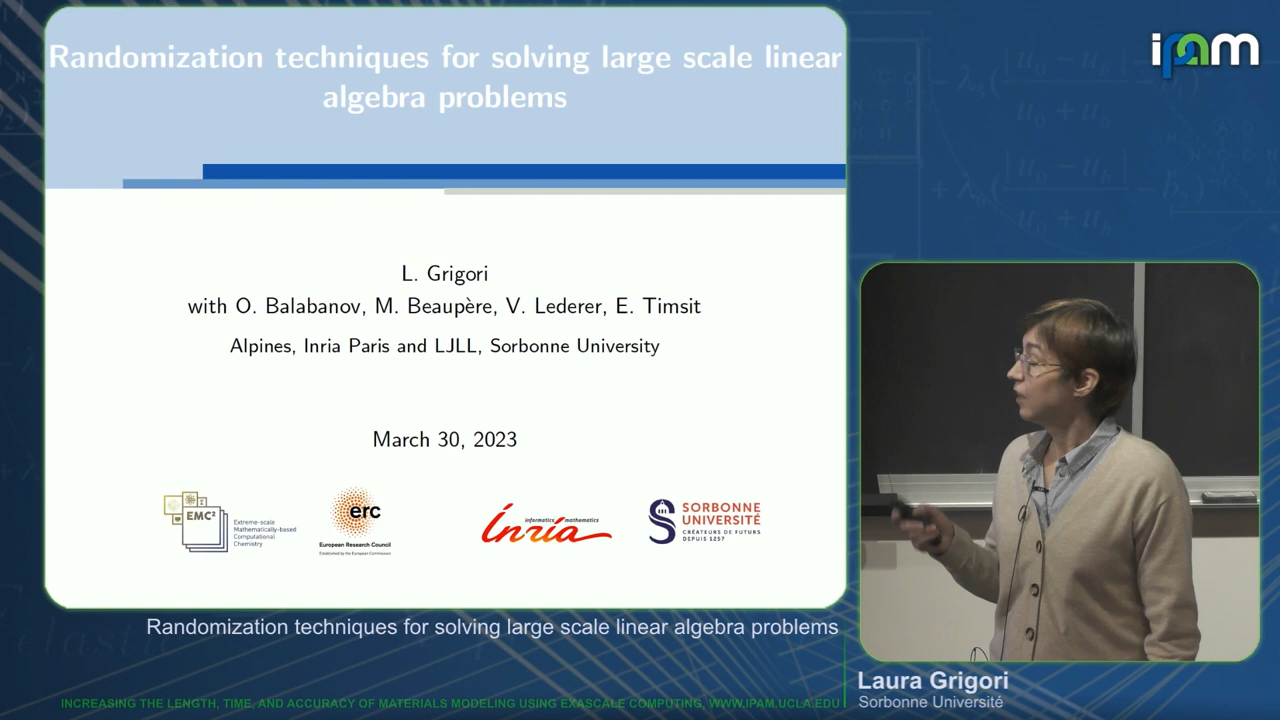 Randomization techniques for solving large scale linear
algebra problems
ipam
L. Grigori
with O. Balabanov, M. Beaupère, V. Lederer, E. Timsit
Alpines, Inria Paris and LJLL, Sorbonne University
March 30, 2023
EMC²
Extreme-scale
Mathematically-based
Computational
Chemistry
erc
European Research Council
Established by the European Commission
informatics mathematics
Inria
SORBONNE
UNIVERSITÉ
CRÉATEURS DE FUTURS
DEPUIS 1257
Randomization techniques for solving large scale linear algebra problems
Laura Grigori
Sorbonne Université
INCREASING THE LENGTH, TIME, AND ACCURACY OF MATERIALS MODELING USING EXASCALE COMPUTING, WWW.IPAM.UCLA.EDU